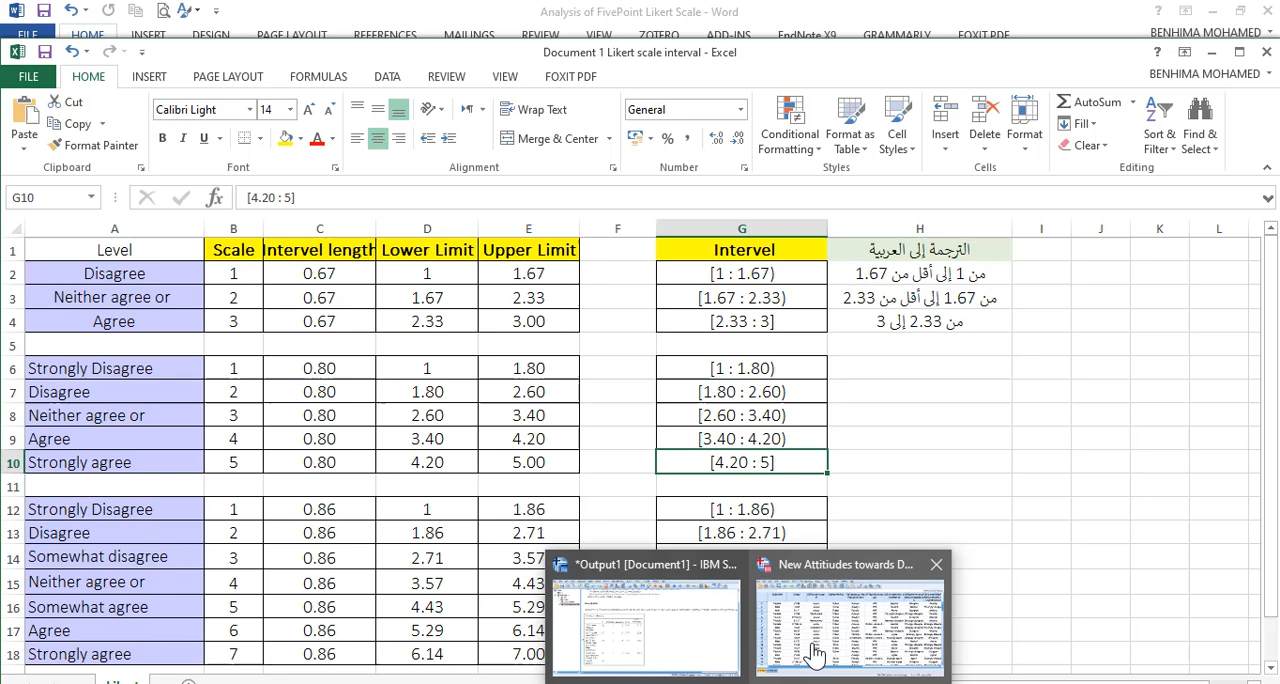 Analysis of FivePoint Likert Scale - Word
FILE HOME INSERT DESIGN PAGE LAYOUT REFERENCES MAILINGS REVIEW VIEW ZOTERO ADD-INS EndNote X9 GRAMMARLY FOXIT PDF BENHIMA MOHAMED
Document 1 Likert scale interval - Excel
FILE HOME INSERT PAGE LAYOUT FORMULAS DATA REVIEW VIEW FOXIT PDF BENHIMA MOHAMED
Paste Cut Copy Format Painter
Clipboard
Calibri Light 14
B I U
Font
Wrap Text
Merge & Center
Alignment
General
Number
Conditional Formatting Format as Table Cell Styles
Styles
Insert Delete Format
Cells
AutoSum Fill Clear
Sort & Filter Find & Select
Editing
G10 fx [4.20 : 5]
A B C D E F G H I J K L
1 Level Scale Intervel length Lower Limit Upper Limit Intervel الترجمة إلى العربية
2 Disagree 1 0.67 1 1.67 [1 : 1.67) من 1 إلى أقل من 1.67
3 Neither agree or 2 0.67 1.67 2.33 [1.67 : 2.33) من 1.67 إلى أقل من 2.33
4 Agree 3 0.67 2.33 3.00 [2.33 : 3] من 2.33 إلى 3
5
6 Strongly Disagree 1 0.80 1 1.80 [1 : 1.80)
7 Disagree 2 0.80 1.80 2.60 [1.80 : 2.60)
8 Neither agree or 3 0.80 2.60 3.40 [2.60 : 3.40)
9 Agree 4 0.80 3.40 4.20 [3.40 : 4.20)
10 Strongly agree 5 0.80 4.20 5.00 [4.20 : 5]
11
12 Strongly Disagree 1 0.86 1 1.86 [1 : 1.86)
13 Disagree 2 0.86 1.86 2.71 [1.86 : 2.71)
14 Somewhat disagree 3 0.86 2.71 3.57
15 Neither agree or 4 0.86 3.57 4.43
16 Somewhat agree 5 0.86 4.43 5.29
17 Agree 6 0.86 5.29 6.14
18 Strongly agree 7 0.86 6.14 7.00
*Output1 [Document1] - IBM S...
New Attitiudes towards D...